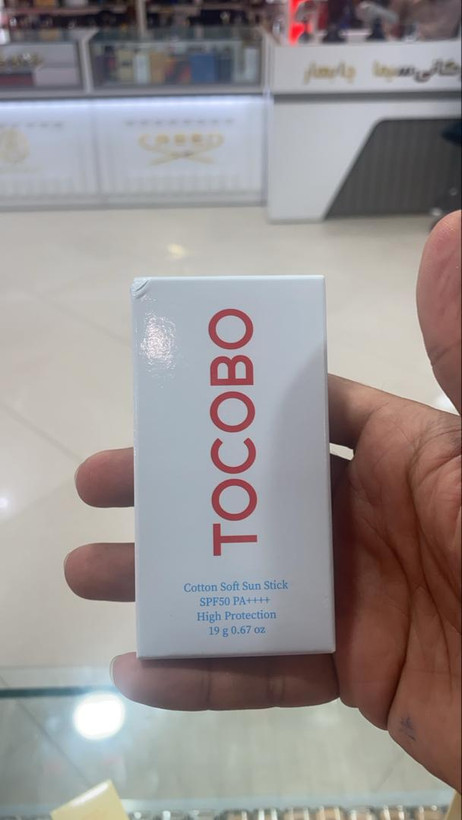 TOCOBO
Cotton Soft Sun Stick
SPF50 PA++++
High Protection
19 g 0.67 oz